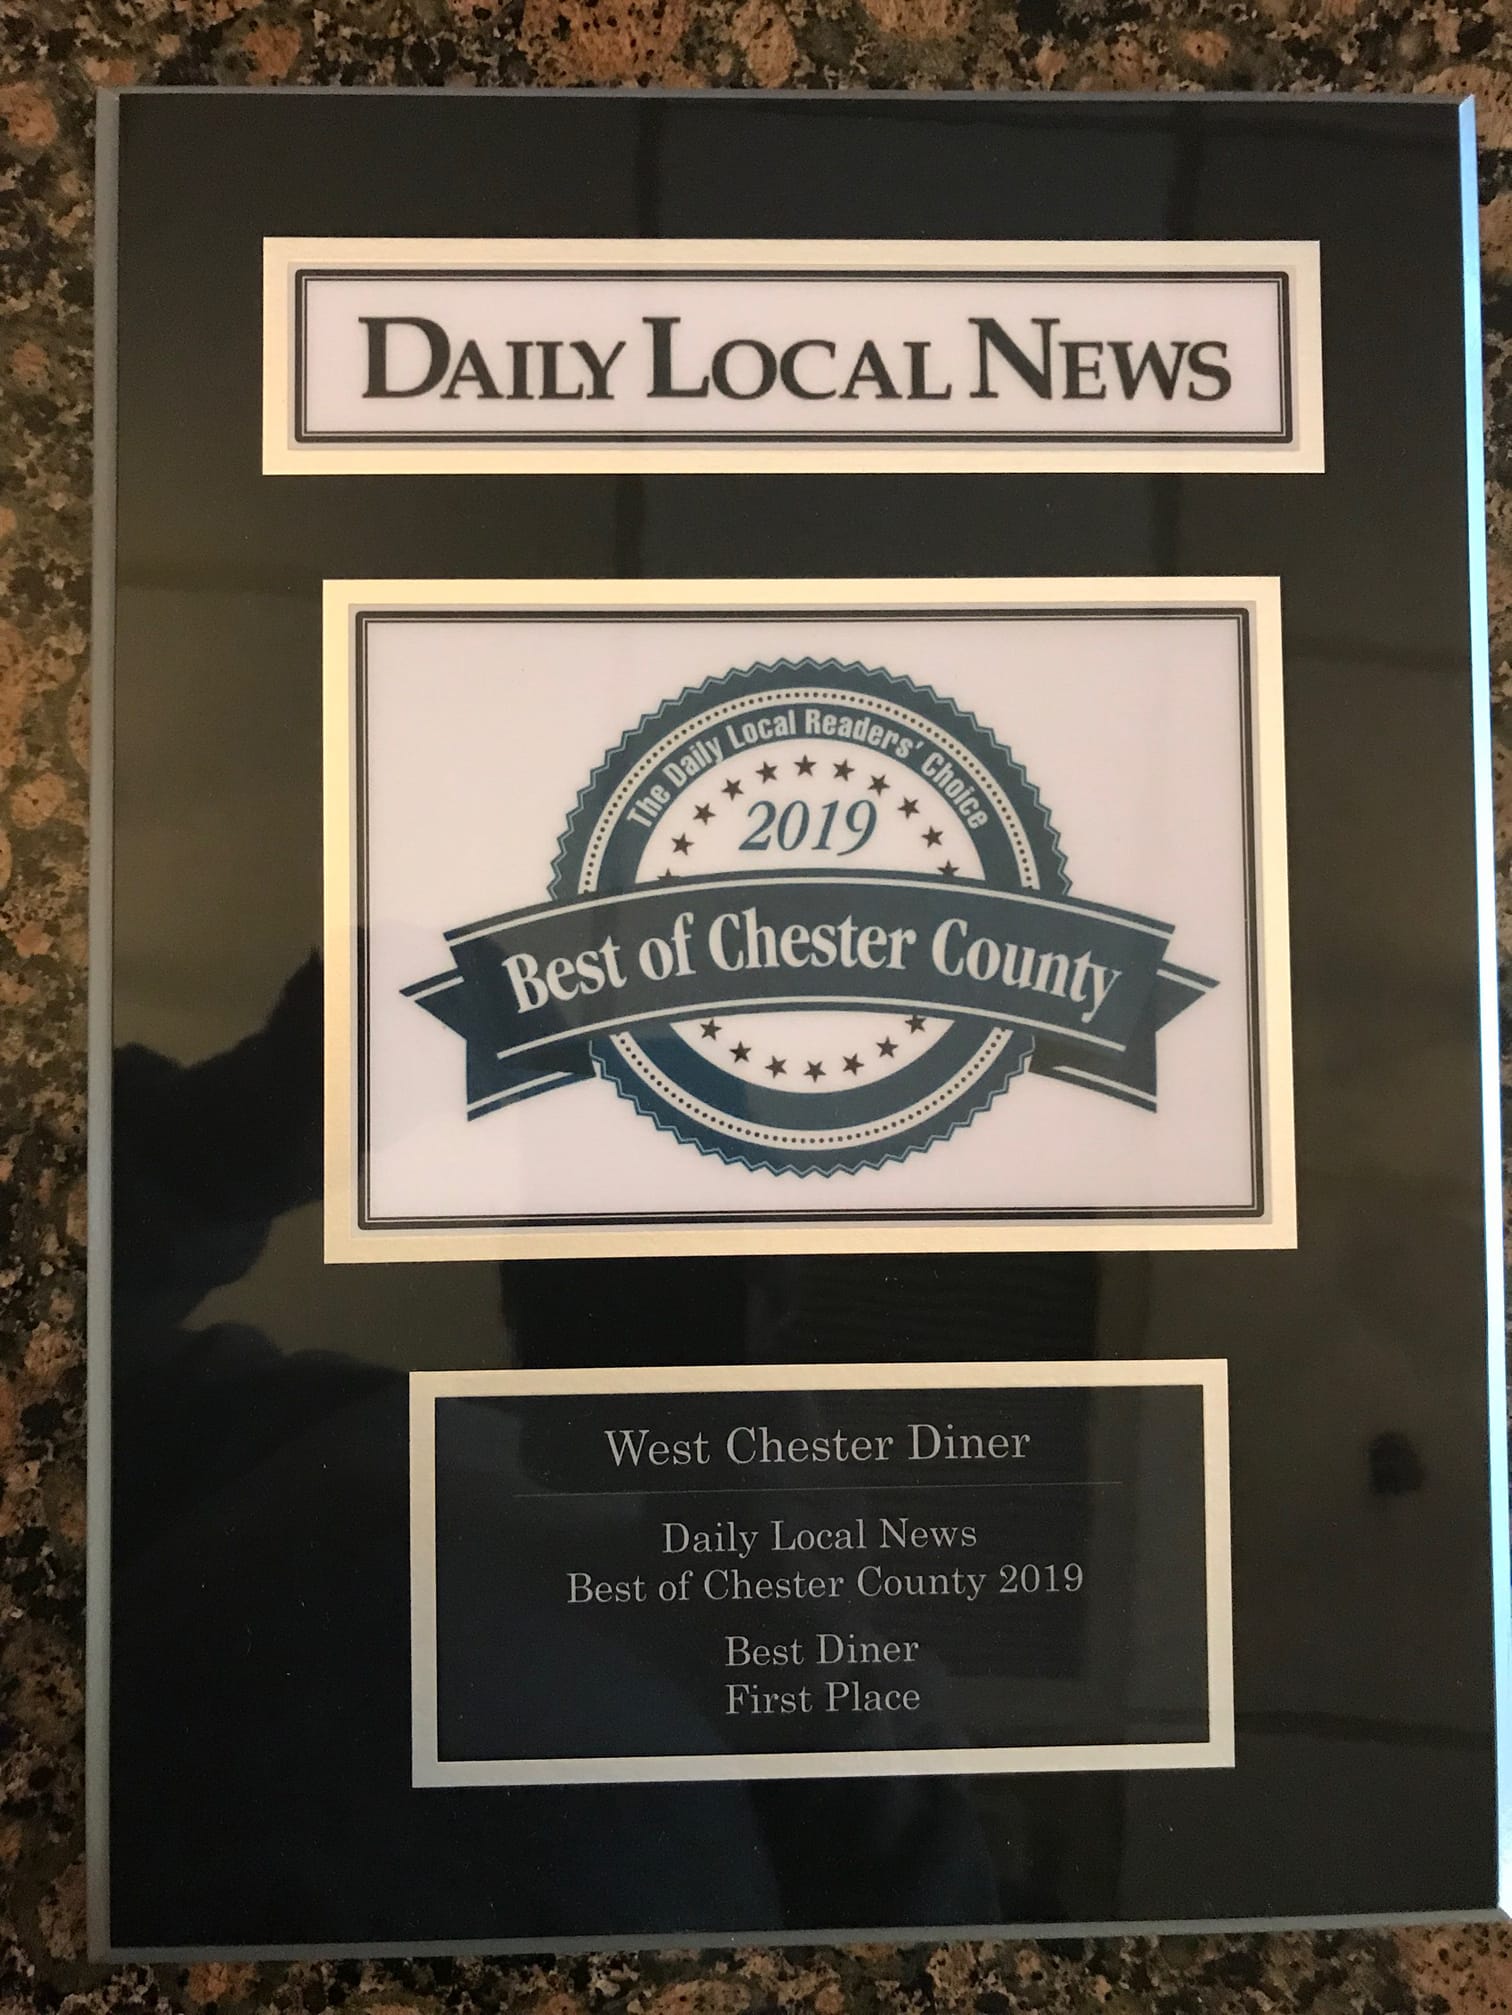 DAILY LOCAL NEWS
The Daily Local Readers' Choice
2019
Best of Chester County
West Chester Diner
Daily Local News
Best of Chester County 2019
Best Diner
First Place